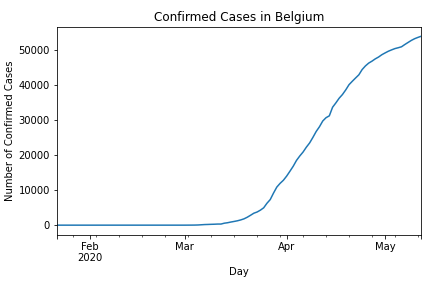 Confirmed Cases in Belgium
Number of Confirmed Cases
50000
40000
30000
20000
10000
0
Feb
2020
Mar
Apr
May
Day